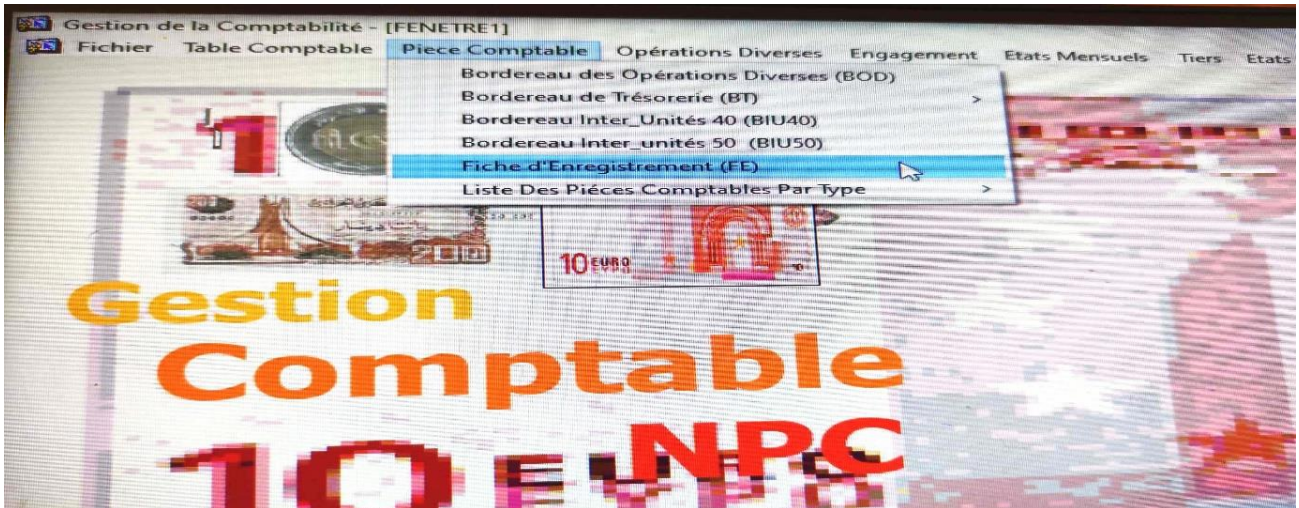 Gestion de la Comptabilité - [FENETRE1]
Fichier Table Comptable Piece Comptable Opérations Diverses Engagement Etats Mensuels Tiers Etats
Bordereau des Opérations Diverses (BOD)
Bordereau de Trésorerie (BT) >
Bordereau Inter_Unités 40 (BIU40)
Bordereau Inter_unités 50 (BIU50)
Fiche d'Enregistrement (FE)
Liste Des Piéces Comptables Par Type >
10 EURO
Gestion
Comptable
NPC
10 EURO